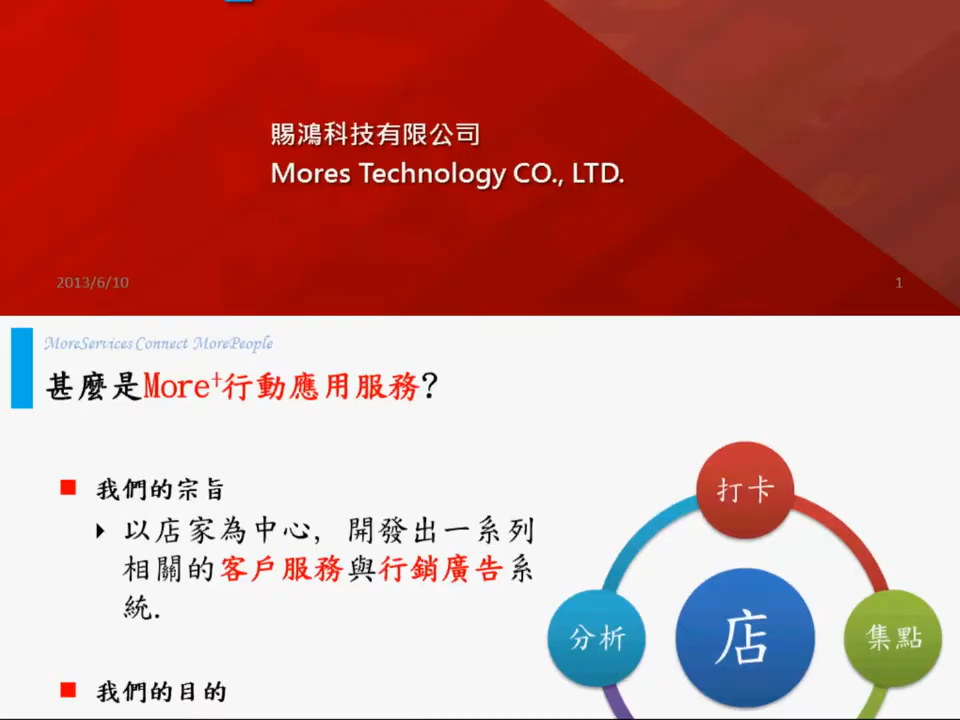 賜鴻科技有限公司
Mores Technology CO., LTD.
2013/6/10
1
MoreServices Connect MorePeople
甚麼是More+行動應用服務?
我們的宗旨
以店家為中心, 開發出一系列
相關的客戶服務與行銷廣告系
統.
我們的目的
打卡
分析
店
集點